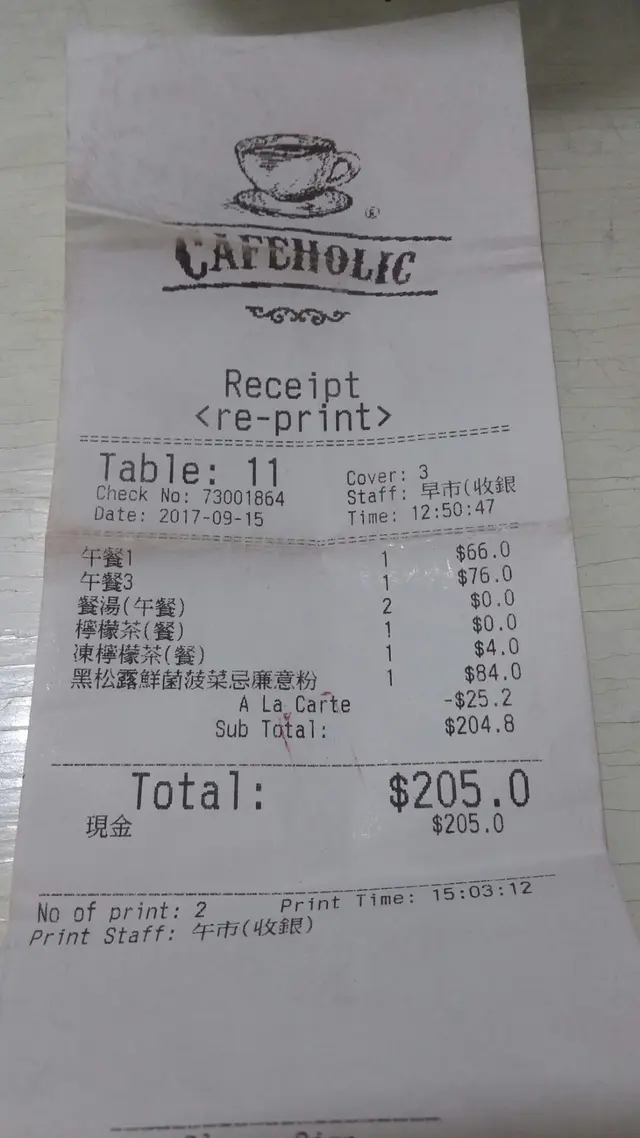 ®
CAFEHOLIC
Receipt
<re-print>
Table: 11
Cover: 3
Check No: 73001864
Staff: 早市(收銀
Date: 2017-09-15
Time: 12:50:47
午餐1 1 $66.0
午餐3 1 $76.0
餐湯(午餐) 2 $0.0
檸檬茶(餐) 1 $0.0
凍檸檬茶(餐) 1 $4.0
黑松露鮮菌菠菜忌廉意粉 1 $84.0
A La Carte -$25.2
Sub Total: $204.8
Total: $205.0
現金 $205.0
No of print: 2 Print Time: 15:03:12
Print Staff: 午市(收銀)